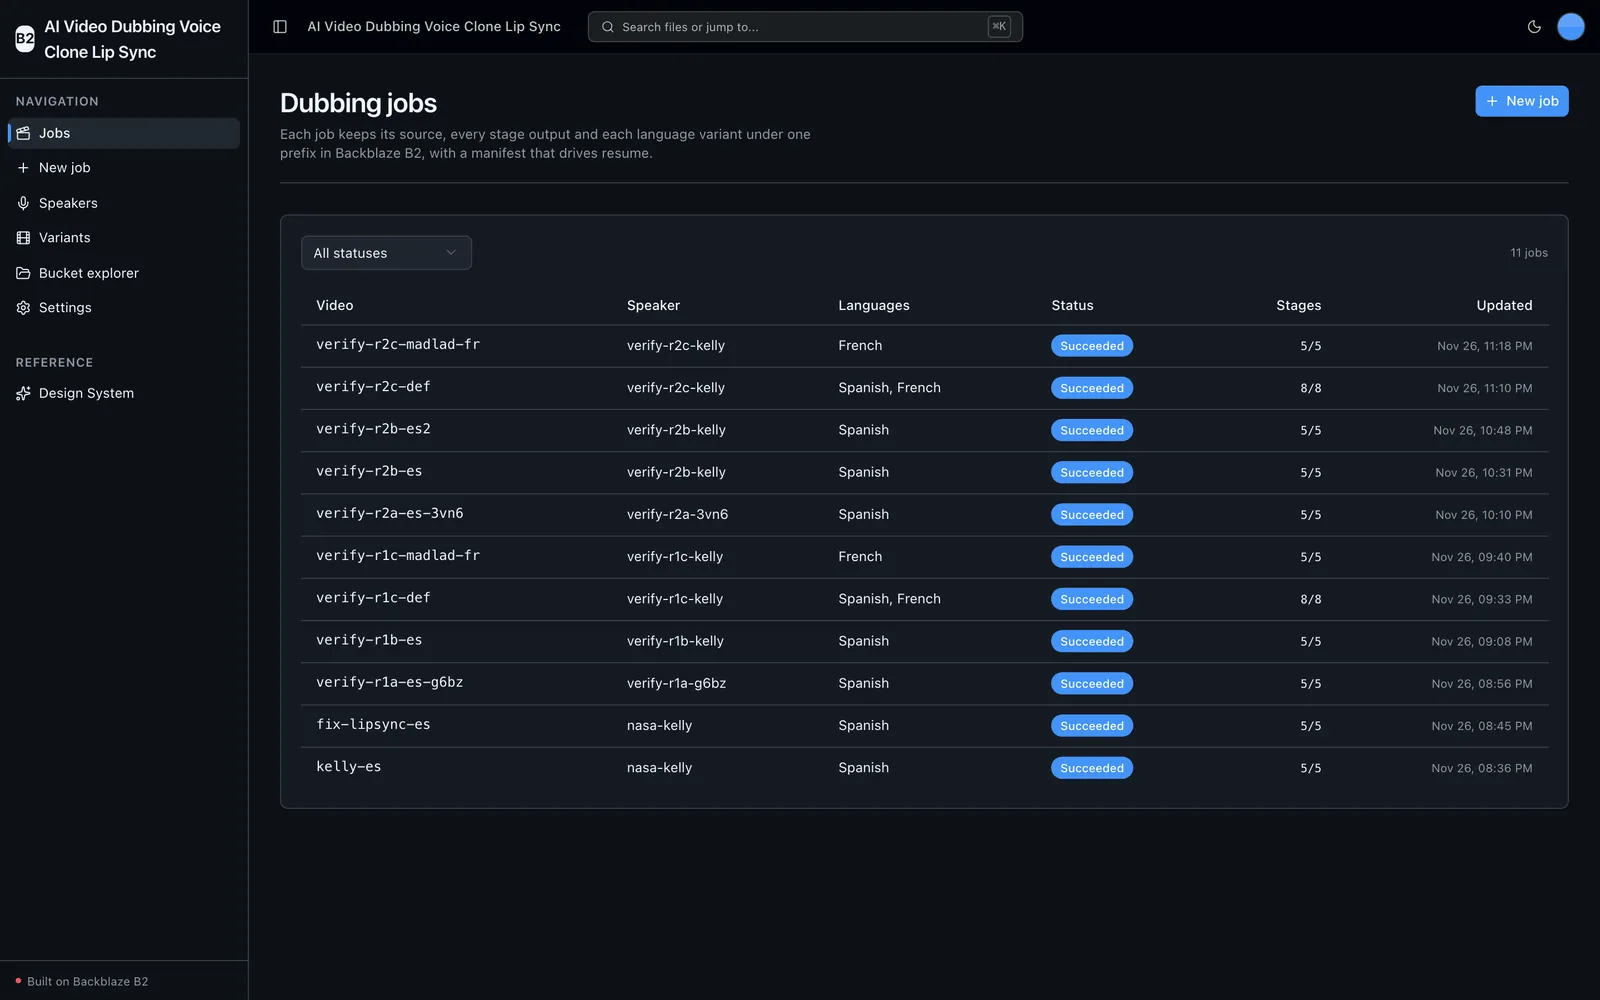 B2
AI Video Dubbing Voice
Clone Lip Sync
NAVIGATION
Jobs
New job
Speakers
Variants
Bucket explorer
Settings
REFERENCE
Design System
Built on Backblaze B2
AI Video Dubbing Voice Clone Lip Sync
Search files or jump to...
⌘K
Dubbing jobs
Each job keeps its source, every stage output and each language variant under one
prefix in Backblaze B2, with a manifest that drives resume.
New job
All statuses
11 jobs
Video Speaker Languages Status Stages Updated
verify-r2c-madlad-fr verify-r2c-kelly French Succeeded 5/5 Nov 26, 11:18 PM
verify-r2c-def verify-r2c-kelly Spanish, French Succeeded 8/8 Nov 26, 11:10 PM
verify-r2b-es2 verify-r2b-kelly Spanish Succeeded 5/5 Nov 26, 10:48 PM
verify-r2b-es verify-r2b-kelly Spanish Succeeded 5/5 Nov 26, 10:31 PM
verify-r2a-es-3vn6 verify-r2a-3vn6 Spanish Succeeded 5/5 Nov 26, 10:10 PM
verify-r1c-madlad-fr verify-r1c-kelly French Succeeded 5/5 Nov 26, 09:40 PM
verify-r1c-def verify-r1c-kelly Spanish, French Succeeded 8/8 Nov 26, 09:33 PM
verify-r1b-es verify-r1b-kelly Spanish Succeeded 5/5 Nov 26, 09:08 PM
verify-r1a-es-g6bz verify-r1a-g6bz Spanish Succeeded 5/5 Nov 26, 08:56 PM
fix-lipsync-es nasa-kelly Spanish Succeeded 5/5 Nov 26, 08:45 PM
kelly-es nasa-kelly Spanish Succeeded 5/5 Nov 26, 08:36 PM